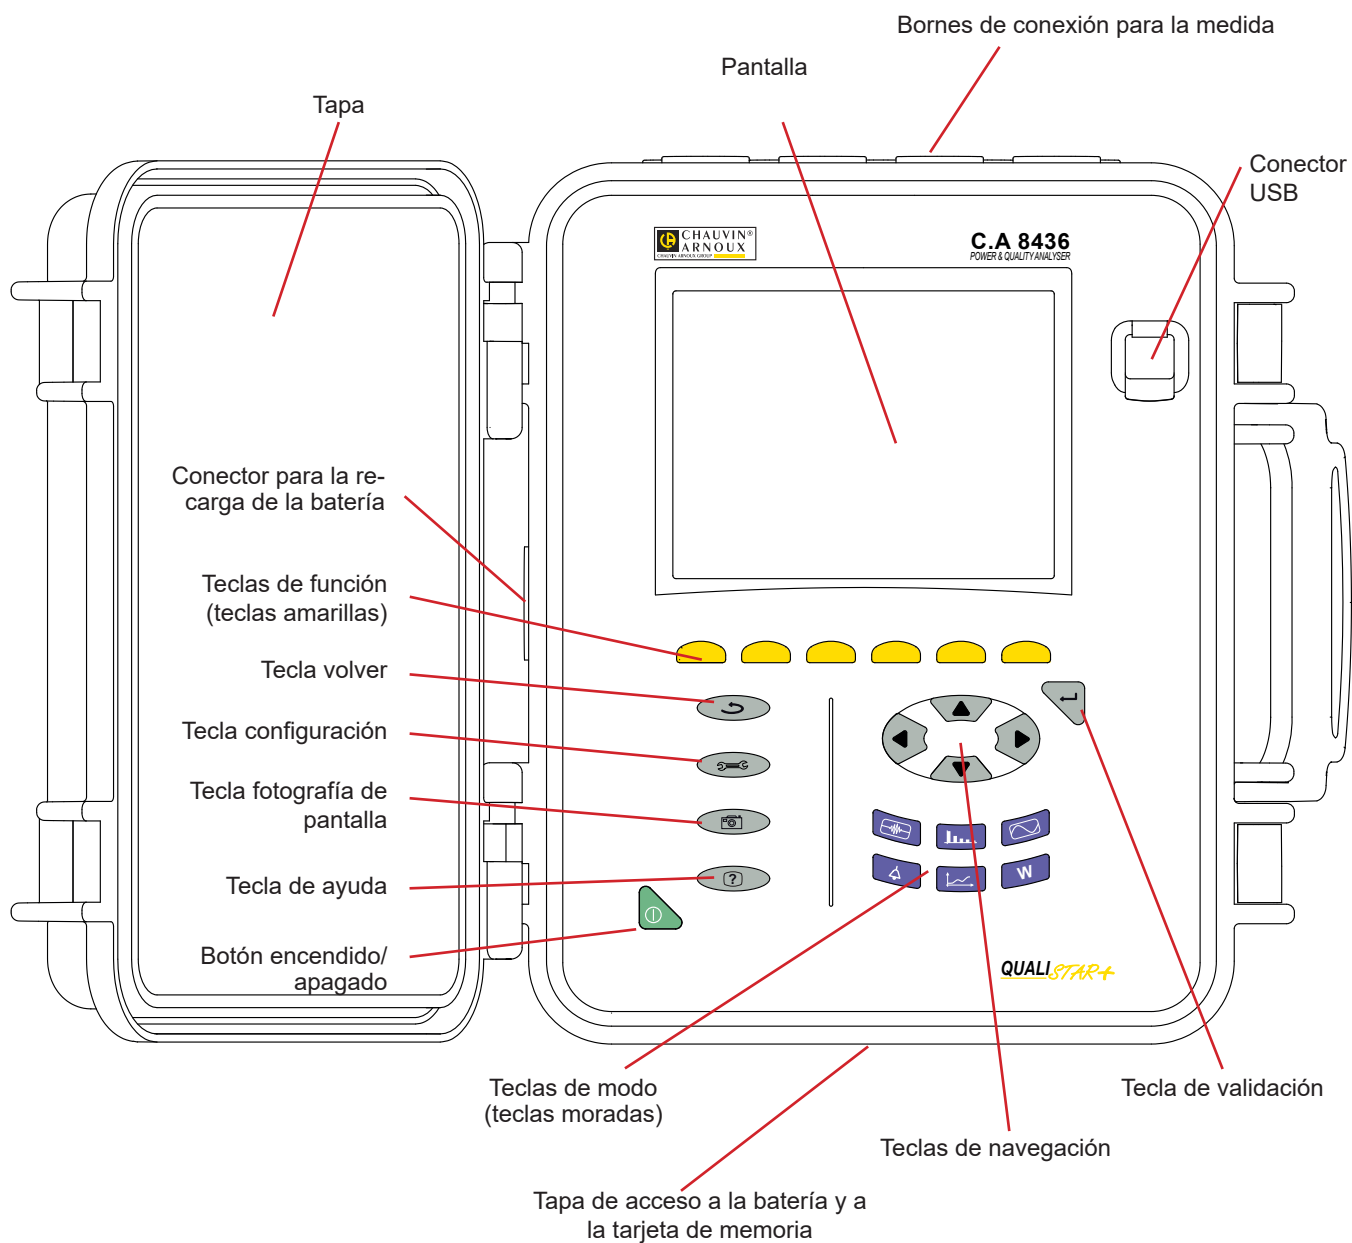 Bornes de conexión para la medida
Pantalla
Tapa
Conector
USB
CHAUVIN®
ARNOUX
CHAUVIN ARNOUX GROUP
C.A 8436
POWER & QUALITY ANALYSER
Conector para la re-
carga de la batería
Teclas de función
(teclas amarillas)
Tecla volver
Tecla configuración
Tecla fotografía de
pantalla
Tecla de ayuda
?
W
Botón encendido/
apagado
QUALISTAR+
Teclas de modo
(teclas moradas)
Tecla de validación
Teclas de navegación
Tapa de acceso a la batería y a
la tarjeta de memoria